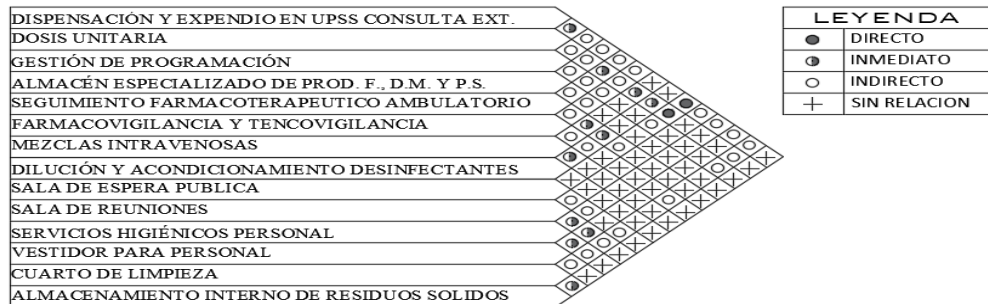 DISPENSACIÓN Y EXPENDIO EN UPSS CONSULTA EXT.
DOSIS UNITARIA
GESTIÓN DE PROGRAMACIÓN
ALMACÉN ESPECIALIZADO DE PROD. F., D.M. Y P.S.
SEGUIMIENTO FARMACOTERAPEUTICO AMBULATORIO
FARMACOVIGILANCIA Y TENCOVIGILANCIA
MEZCLAS INTRAVENOSAS
DILUCIÓN Y ACONDICIONAMIENTO DESINFECTANTES
SALA DE ESPERA PUBLICA
SALA DE REUNIONES
SERVICIOS HIGIÉNICOS PERSONAL
VESTIDOR PARA PERSONAL
CUARTO DE LIMPIEZA
ALMACENAMIENTO INTERNO DE RESIDUOS SOLIDOS
LEYENDA
DIRECTO
INMEDIATO
INDIRECTO
SIN RELACION